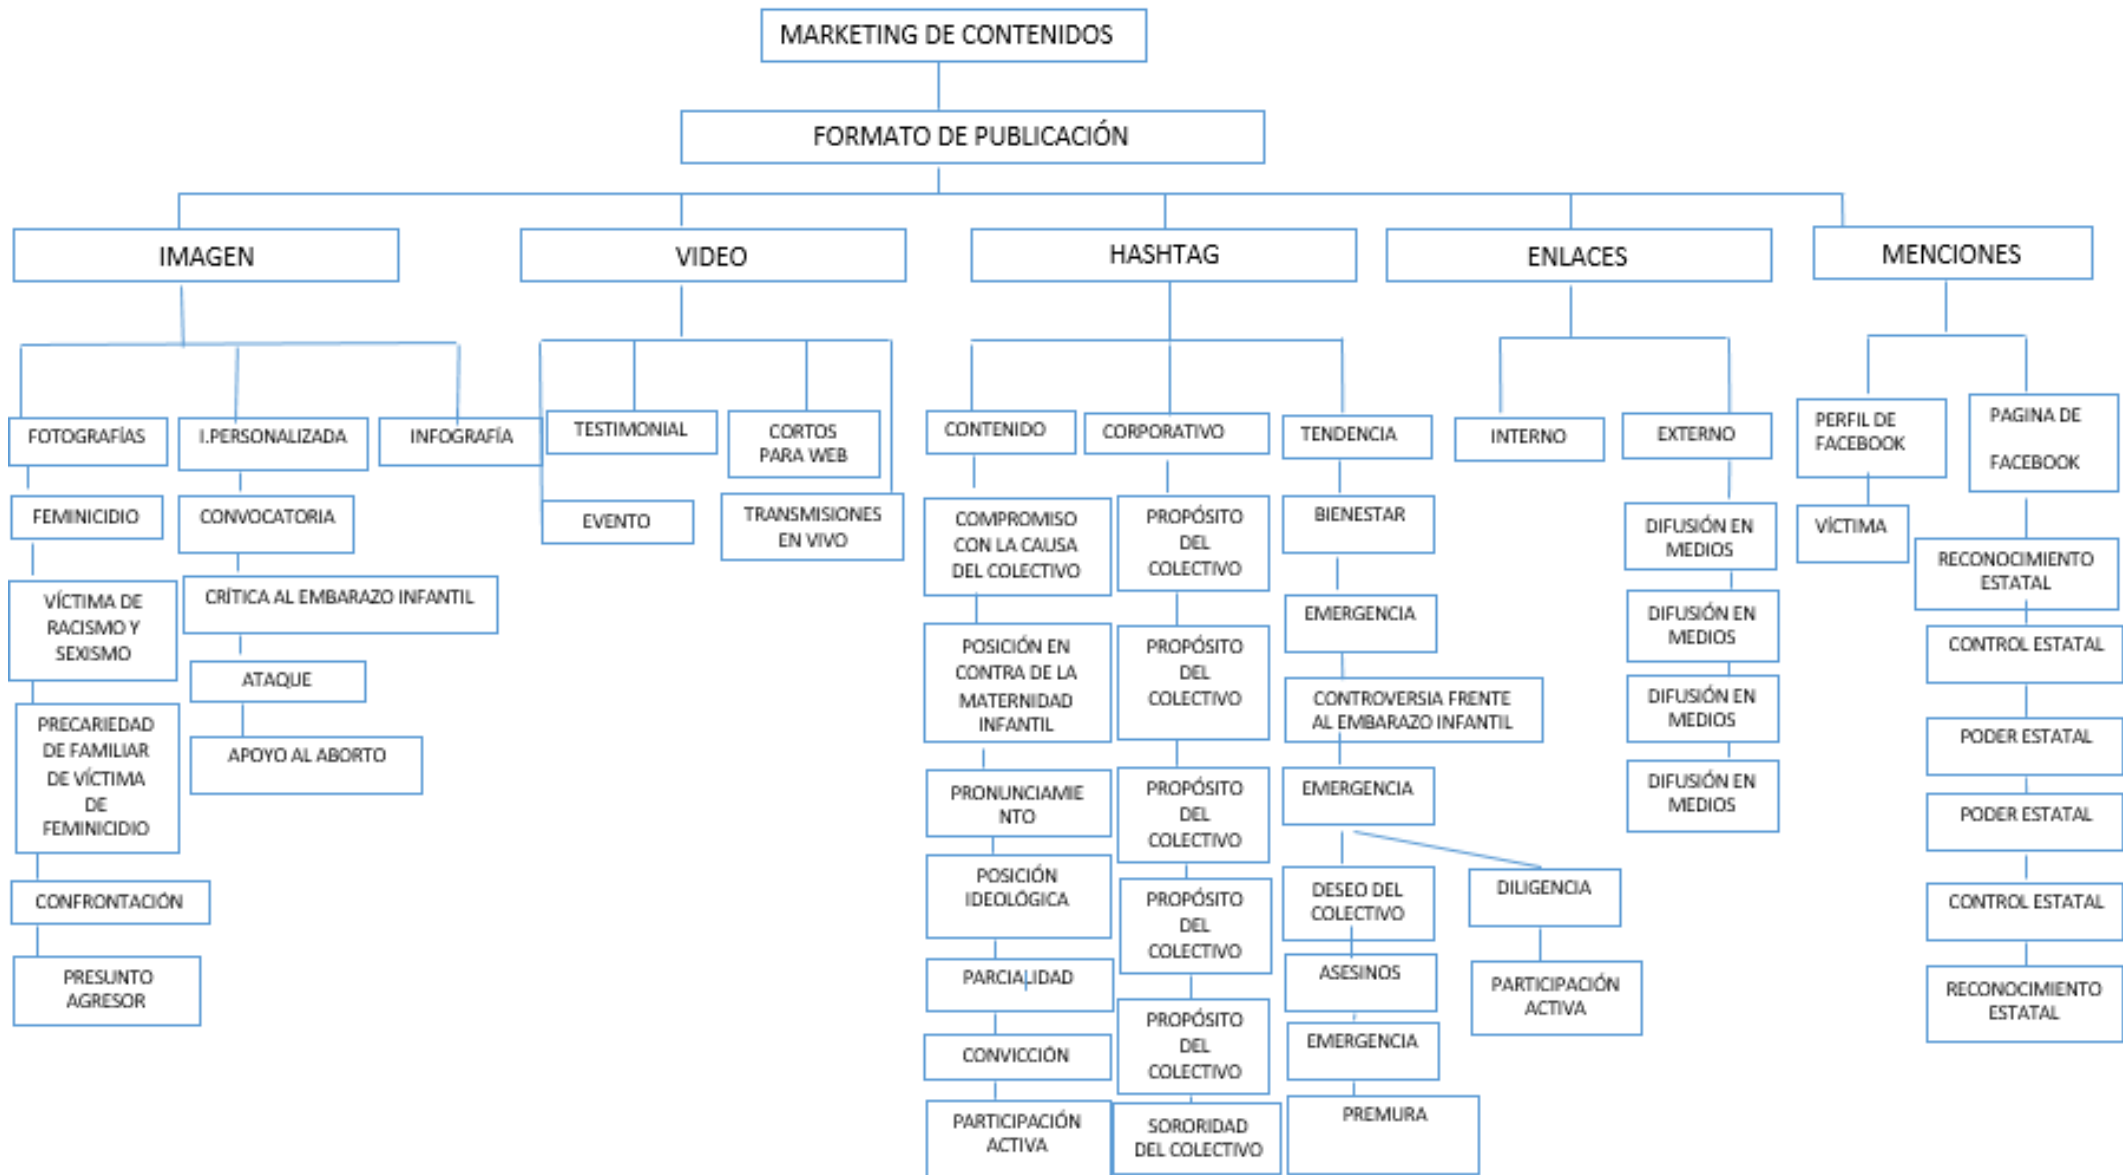 MARKETING DE CONTENIDOS
FORMATO DE PUBLICACIÓN
IMAGEN
VIDEO
HASHTAG
ENLACES
MENCIONES
FOTOGRAFÍAS
FEMINICIDIO
VÍCTIMA DE
RACISMO Y
SEXISMO
PRECARIEDAD
DE FAMILIAR
DE VÍCTIMA
DE
FEMINICIDIO
CONFRONTACIÓN
PRESUNTO
AGRESOR
I.PERSONALIZADA
CONVOCATORIA
CRÍTICA AL EMBARAZO INFANTIL
ATAQUE
APOYO AL ABORTO
INFOGRAFÍA
TESTIMONIAL
EVENTO
CORTOS
PARA WEB
TRANSMISIONES
EN VIVO
CONTENIDO
COMPROMISO
CON LA CAUSA
DEL COLECTIVO
POSICIÓN EN
CONTRA DE LA
MATERNIDAD
INFANTIL
PRONUNCIAMIE
NTO
POSICIÓN
IDEOLÓGICA
PARCIALIDAD
CONVICCIÓN
PARTICIPACIÓN
ACTIVA
CORPORATIVO
PROPÓSITO
DEL
COLECTIVO
PROPÓSITO
DEL
COLECTIVO
PROPÓSITO
DEL
COLECTIVO
PROPÓSITO
DEL
COLECTIVO
PROPÓSITO
DEL
COLECTIVO
SORORIDAD
DEL COLECTIVO
TENDENCIA
BIENESTAR
EMERGENCIA
CONTROVERSIA FRENTE
AL EMBARAZO INFANTIL
EMERGENCIA
DESEO DEL
COLECTIVO
ASESINOS
EMERGENCIA
PREMURA
DILIGENCIA
PARTICIPACIÓN
ACTIVA
INTERNO
EXTERNO
DIFUSIÓN EN
MEDIOS
DIFUSIÓN EN
MEDIOS
DIFUSIÓN EN
MEDIOS
DIFUSIÓN EN
MEDIOS
PERFIL DE
FACEBOOK
VÍCTIMA
PAGINA DE
FACEBOOK
RECONOCIMIENTO
ESTATAL
CONTROL ESTATAL
PODER ESTATAL
PODER ESTATAL
CONTROL ESTATAL
RECONOCIMIENTO
ESTATAL